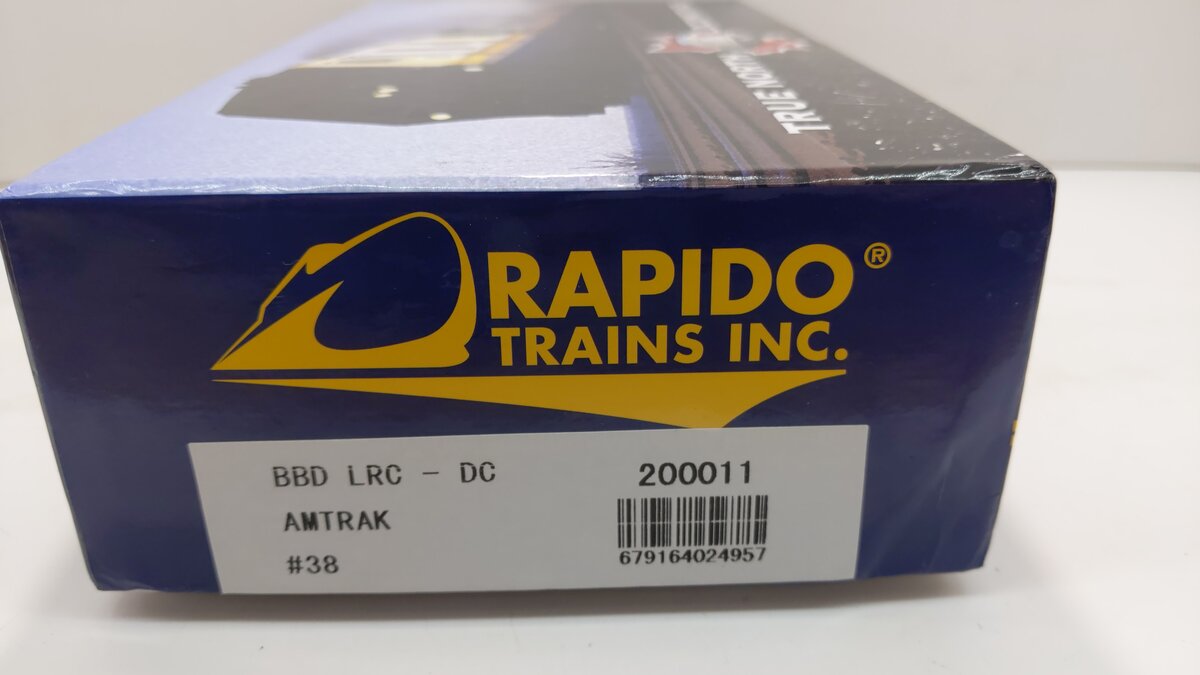 TRUE NORTH
RAPIDO®
TRAINS INC.
BBD LRC - DC
200011
AMTRAK
#38
679164024957